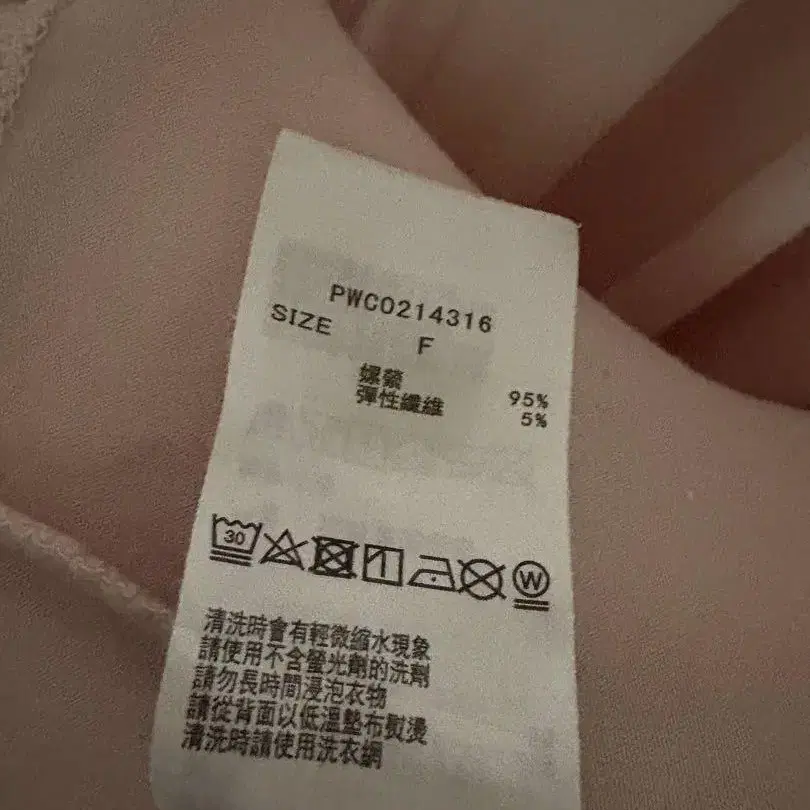 PWC0214316
SIZE F
嫘縈 95%
彈性纖維 5%
30 W
清洗時會有輕微縮水現象
請使用不含螢光劑的洗劑
請勿長時間浸泡衣物
請從背面以低溫墊布熨燙
清洗時請使用洗衣網